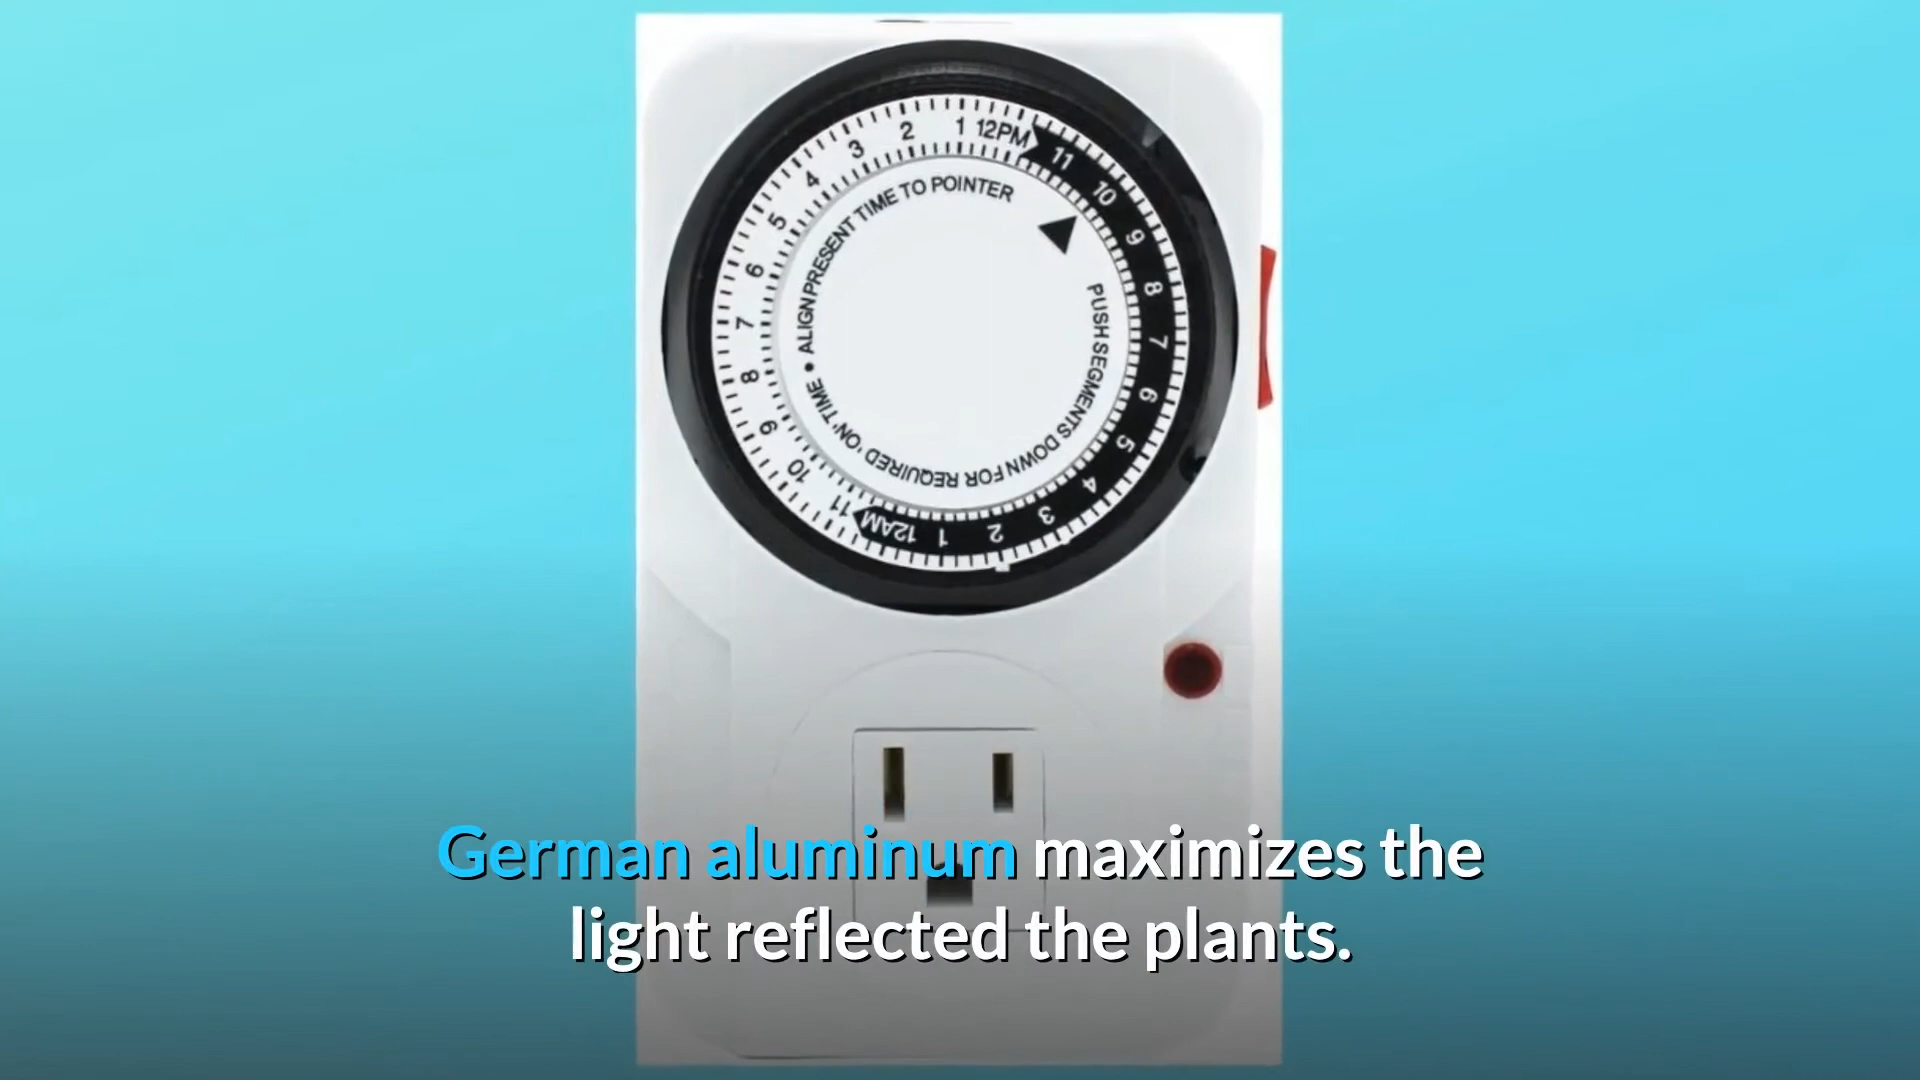 2 1 12PM 11 10 9 8 7 6 5 4 3 2 1 12AM 11 10 9 8 7 6 5 4 3
ALIGN PRESENT TIME TO POINTER
PUSH SEGMENTS DOWN FOR REQUIRED 'ON' TIME •
German aluminum maximizes the
light reflected the plants.